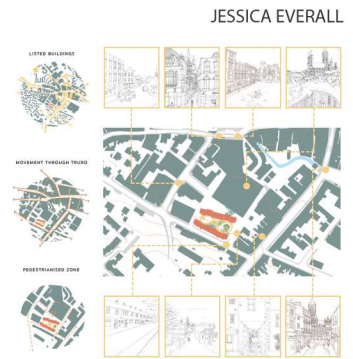 JESSICA EVERALL
LISTED BUILDINGS
MOVEMENT THROUGH TRURO
PEDESTRIANISED ZONE